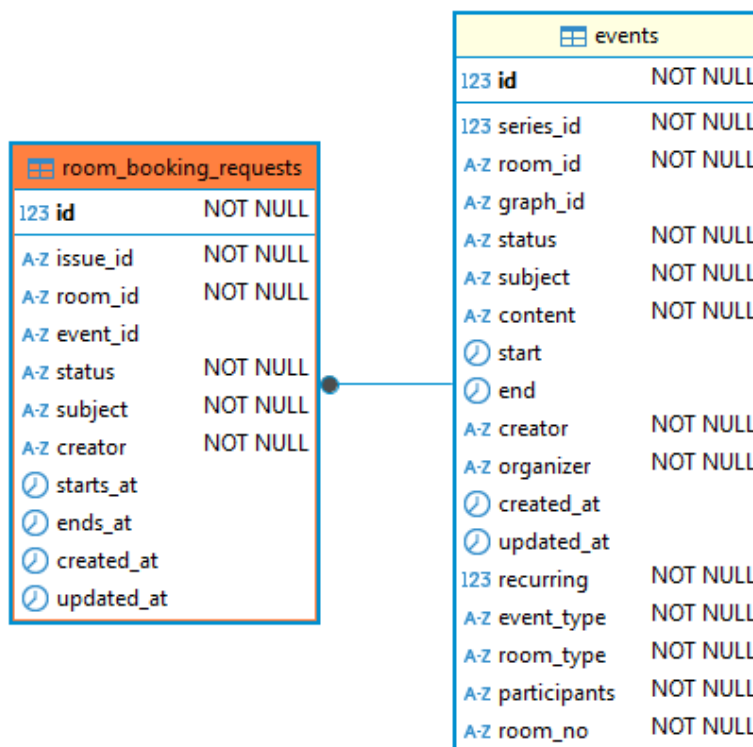 room_booking_requests
123 id NOT NULL
A-Z issue_id NOT NULL
A-Z room_id NOT NULL
A-Z event_id
A-Z status NOT NULL
A-Z subject NOT NULL
A-Z creator NOT NULL
starts_at
ends_at
created_at
updated_at
events
123 id NOT NULL
123 series_id NOT NULL
A-Z room_id NOT NULL
A-Z graph_id
A-Z status NOT NULL
A-Z subject NOT NULL
A-Z content NOT NULL
start
end
A-Z creator NOT NULL
A-Z organizer NOT NULL
created_at
updated_at
123 recurring NOT NULL
A-Z event_type NOT NULL
A-Z room_type NOT NULL
A-Z participants NOT NULL
A-Z room_no NOT NULL